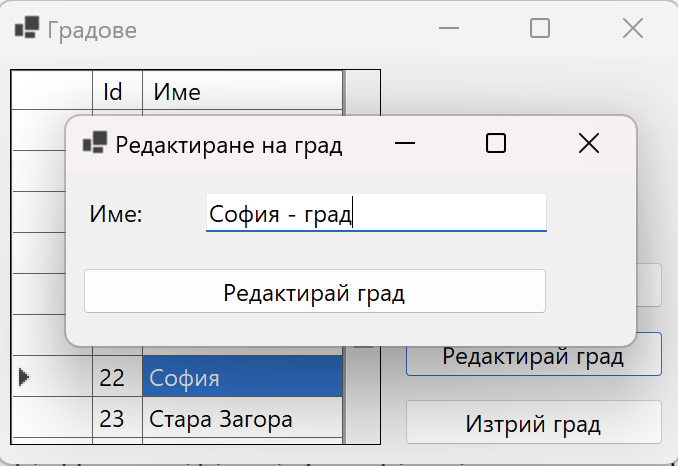 Градове
Id Име
Редактиране на град
Име: София - град
Редактирай град
Редактирай град
22 София
23 Стара Загора
Изтрий град